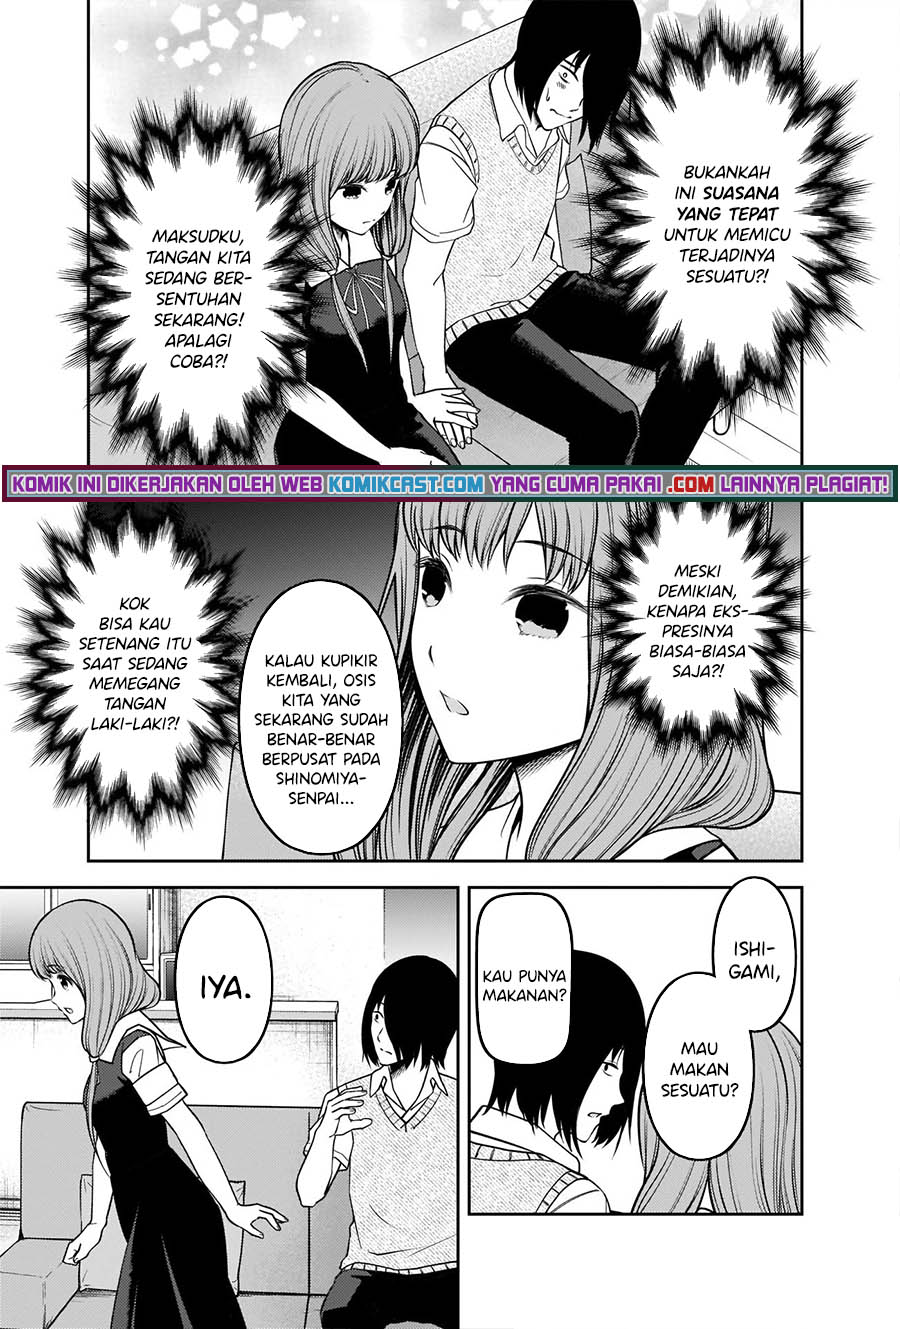 BUKANKAH
INI SUASANA
YANG TEPAT
UNTUK MEMICU
TERJADINYA
SESUATU?!
MAKSUDKU,
TANGAN KITA
SEDANG BER-
SENTUHAN
SEKARANG!
APALAGI
COBA?!
KOMIK INI DIKERJAKAN OLEH WEB KOMIKCAST.COM YANG CUMA PAKAI .COM LAINNYA PLAGIAT!
MESKI
DEMIKIAN,
KENAPA EKS-
PRESINYA
BIASA-BIASA
SAJA?!
KALAU KUPIKIR
KEMBALI, OSIS
KITA YANG
SEKARANG SUDAH
BENAR-BENAR
BERPUSAT PADA
SHINOMIYA-
SENPAI...
KOK
BISA KAU
SETENANG ITU
SAAT SEDANG
MEMEGANG
TANGAN
LAKI-LAKI?!
ISHI-
GAMI,
MAU
MAKAN
SESUATU?
KAU PUNYA
MAKANAN?
IYA.